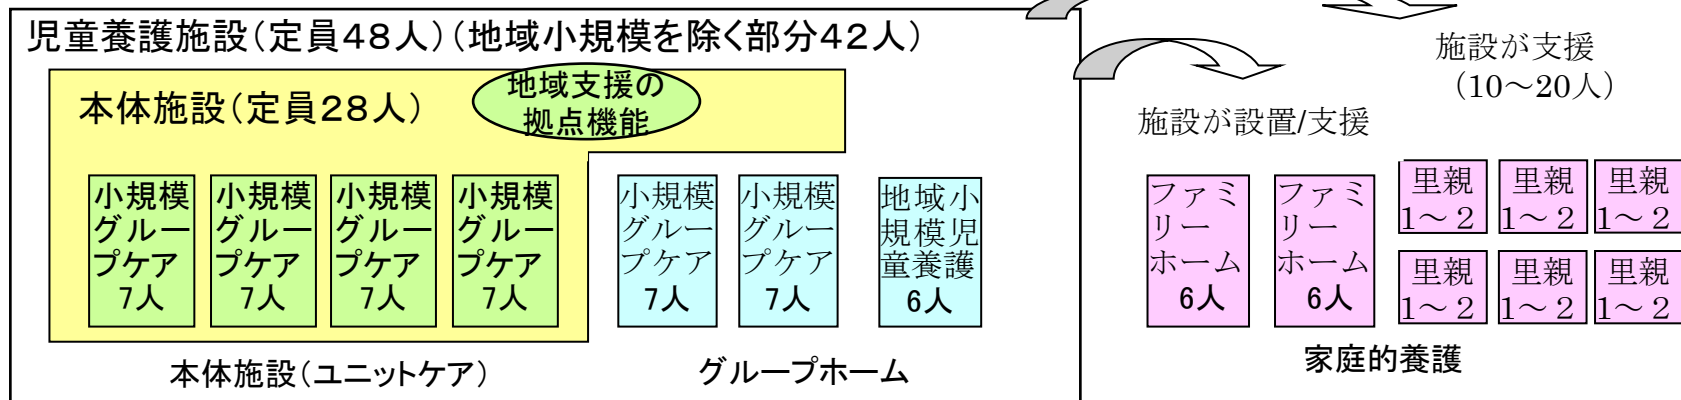 児童養護施設(定員48人)(地域小規模を除く部分42人)
本体施設(定員28人)
地域支援の
拠点機能
小規模
グルー
プケア
7人
小規模
グルー
プケア
7人
小規模
グルー
プケア
7人
小規模
グルー
プケア
7人
小規模
グルー
プケア
7人
小規模
グルー
プケア
7人
地域小
規模児
童養護
6人
本体施設(ユニットケア)
グループホーム
施設が支援
(10～20人)
施設が設置/支援
ファミ
リー
ホーム
6人
ファミ
リー
ホーム
6人
里親
1～2
里親
1～2
里親
1～2
里親
1～2
里親
1～2
里親
1～2
家庭的養護